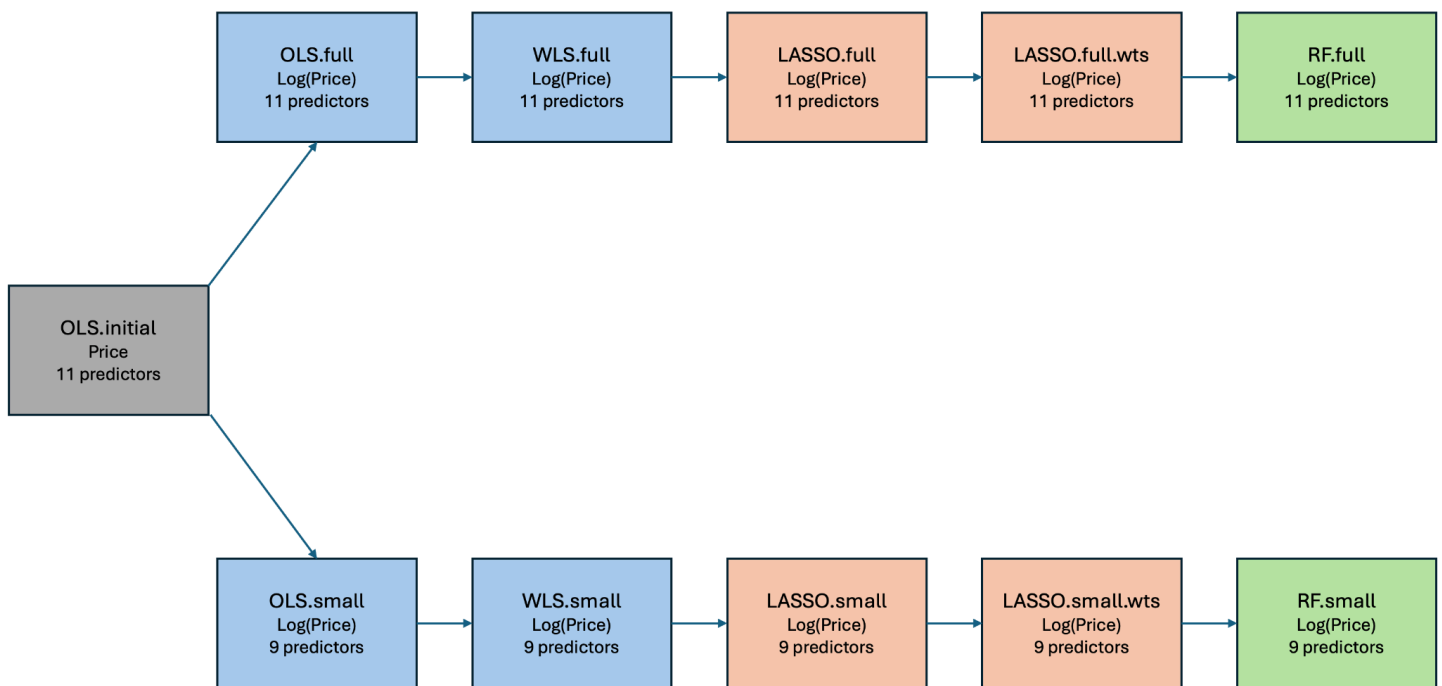 OLS.full
Log(Price)
11 predictors
WLS.full
Log(Price)
11 predictors
LASSO.full
Log(Price)
11 predictors
LASSO.full.wts
Log(Price)
11 predictors
RF.full
Log(Price)
11 predictors
OLS.initial
Price
11 predictors
OLS.small
Log(Price)
9 predictors
WLS.small
Log(Price)
9 predictors
LASSO.small
Log(Price)
9 predictors
LASSO.small.wts
Log(Price)
9 predictors
RF.small
Log(Price)
9 predictors